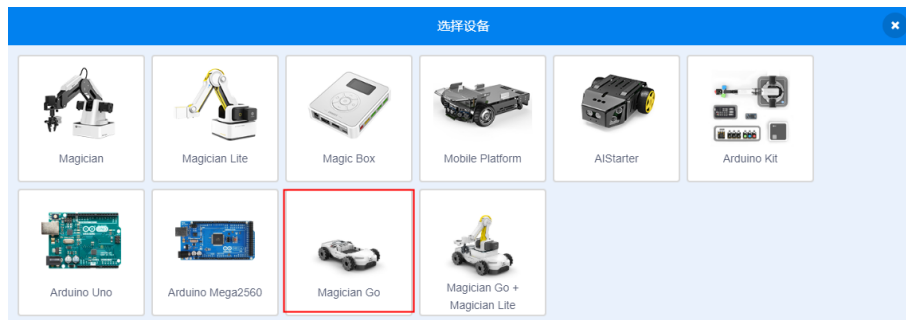 选择设备
Magician
Magician Lite
Magic Box
Mobile Platform
AIStarter
Arduino Kit
Arduino Uno
Arduino Mega2560
Magician Go
Magician Go +
Magician Lite